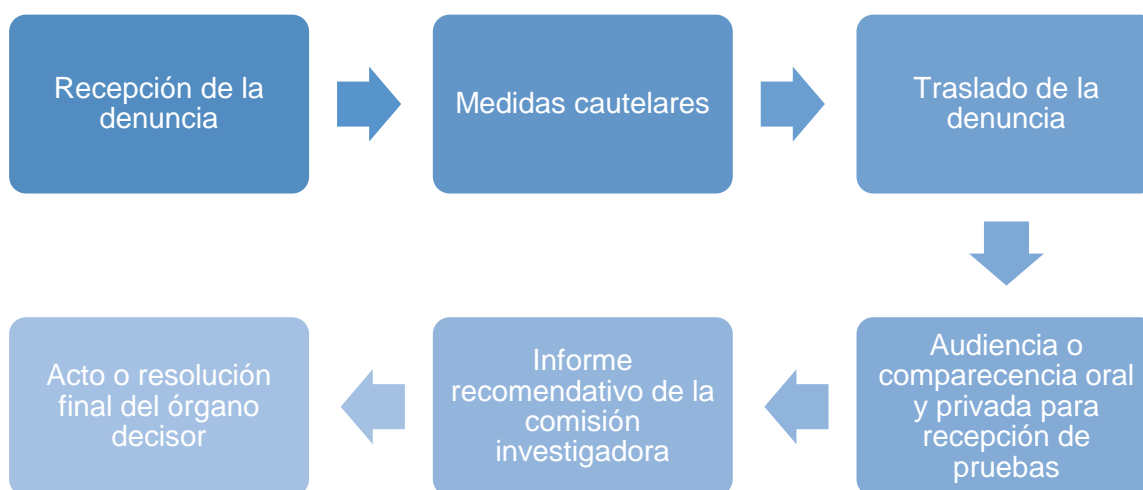 Recepción de la
denuncia
Medidas cautelares
Traslado de la
denuncia
Audiencia o
comparecencia oral
y privada para
recepción de
pruebas
Informe
recomendativo de la
comisión
investigadora
Acto o resolución
final del órgano
decisor